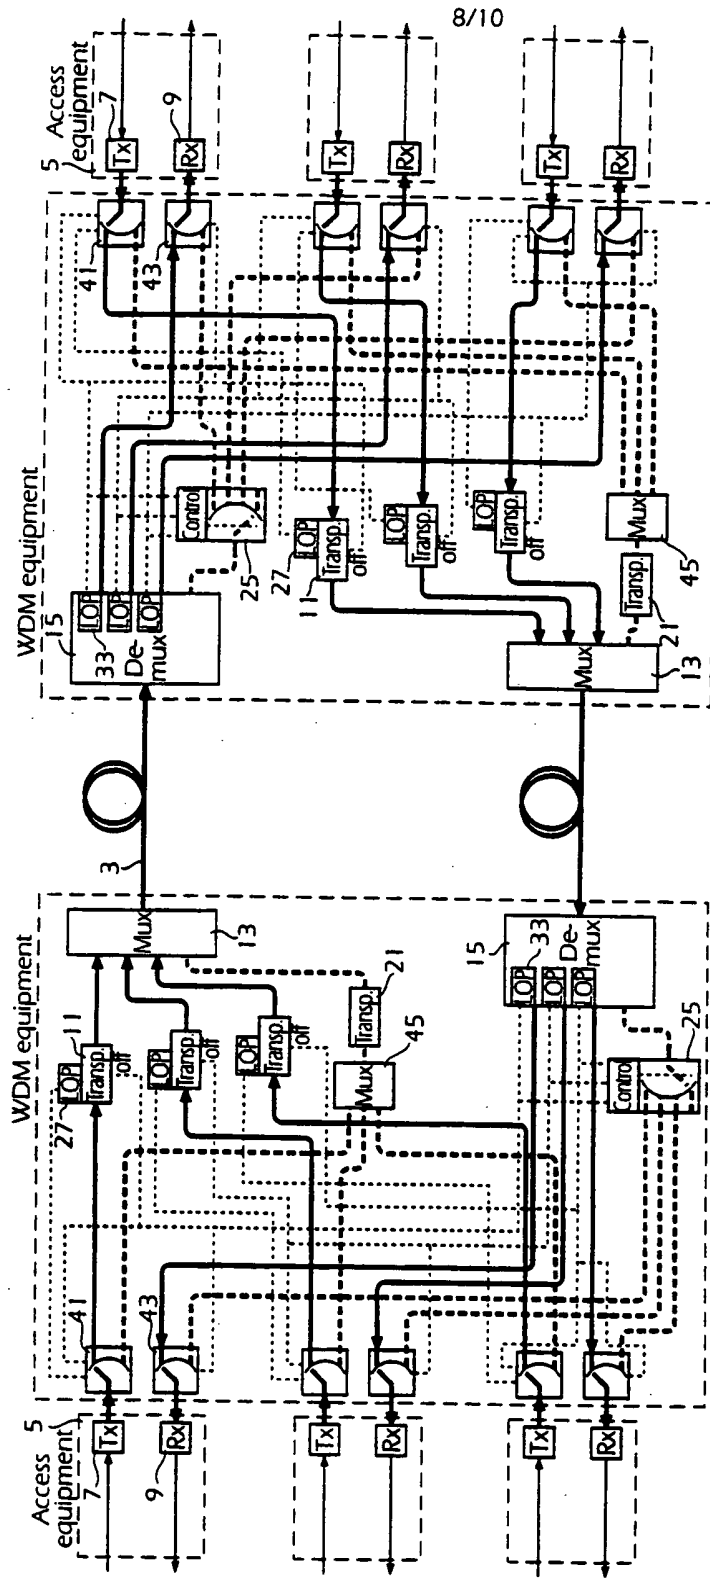 8/10
Access
equipment
5
7
Tx
9
Rx
Tx
Rx
Tx
Rx
WDM equipment
41
43
15
LOP
LOP
LOP
33
De-
mux
Control
25
27
LOP
Transp.
11
off
LOP
Transp.
off
LOP
Transp.
off
Mux
45
Transp.
21
Mux
13
3
WDM equipment
Mux
13
27
LOP
Transp.
11
off
LOP
Transp.
off
LOP
Transp.
off
Transp.
21
Mux
45
15
LOP
LOP
LOP
33
De-
mux
Control
25
41
43
Access
equipment
5
7
Tx
9
Rx
Tx
Rx
Tx
Rx